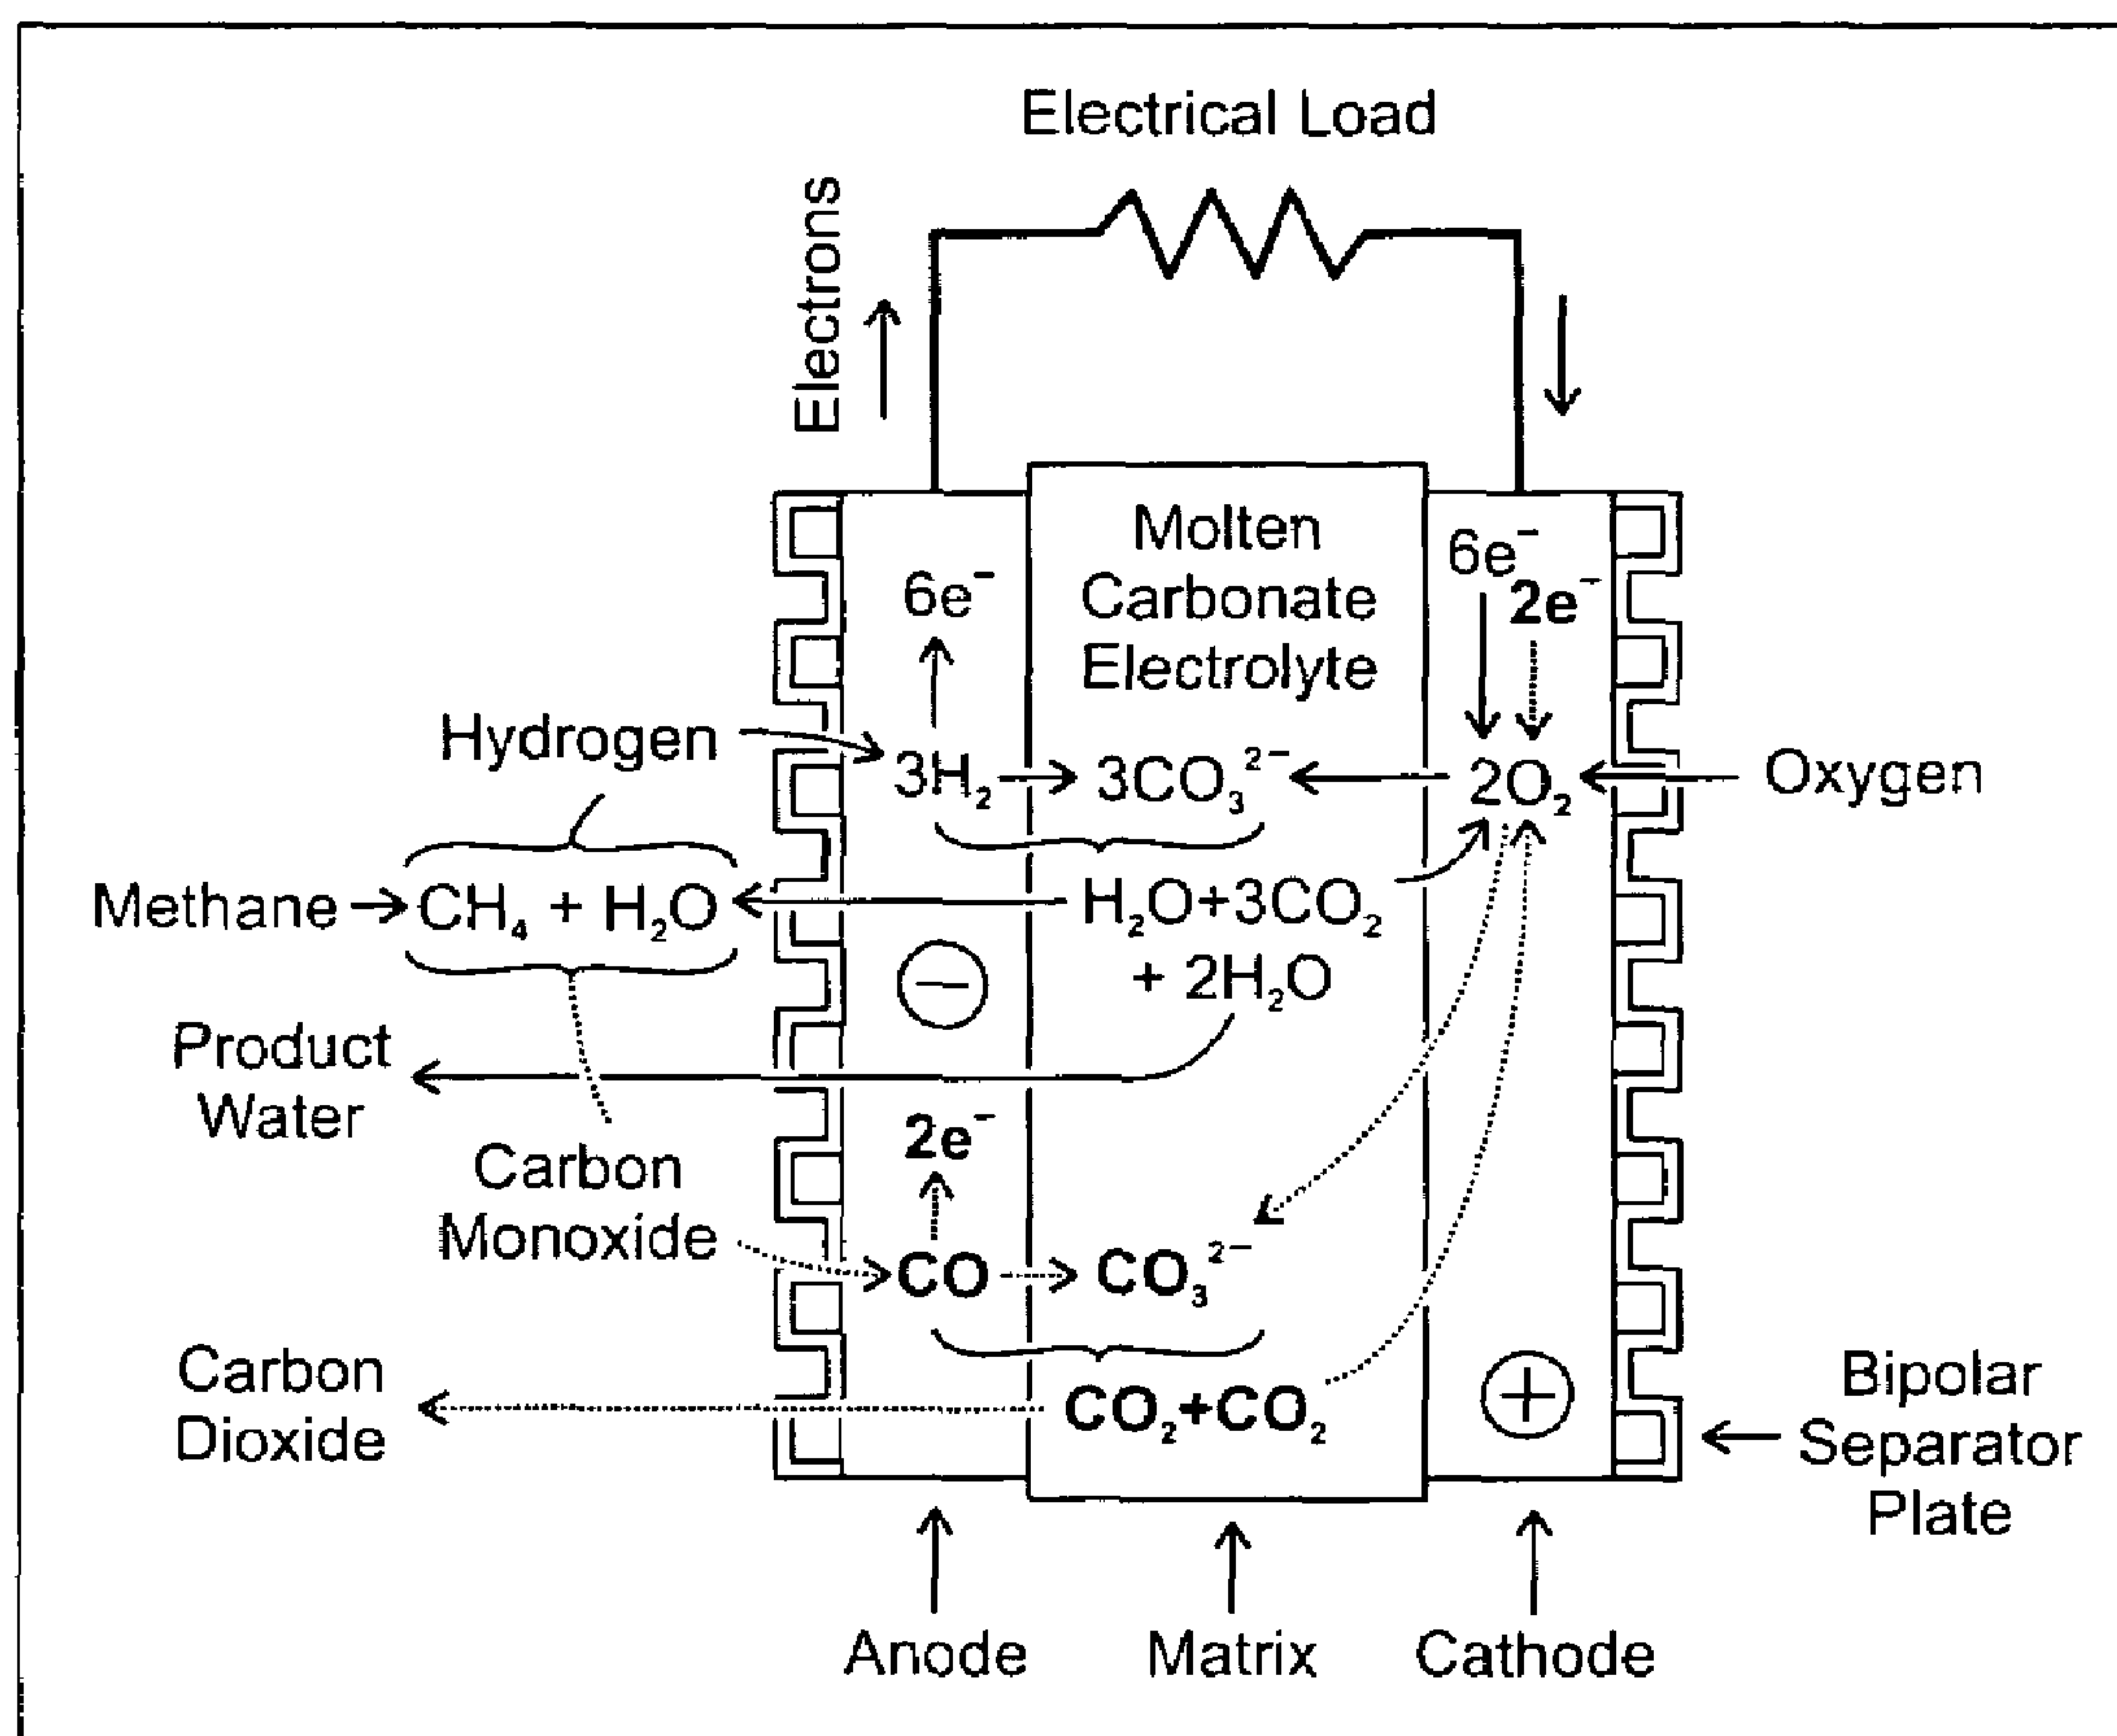 Electrical Load
Electrons
Molten
Carbonate
Electrolyte
6e⁻
6e⁻
2e⁻
Hydrogen
3H₂
3CO₃²⁻
2O₂
Oxygen
Methane
CH₄ + H₂O
H₂O+3CO₂
+ 2H₂O
−
Product
Water
2e⁻
Carbon
Monoxide
CO
CO₃²⁻
Carbon
Dioxide
CO₂+CO₂
+
Bipolar
Separator
Plate
Anode
Matrix
Cathode